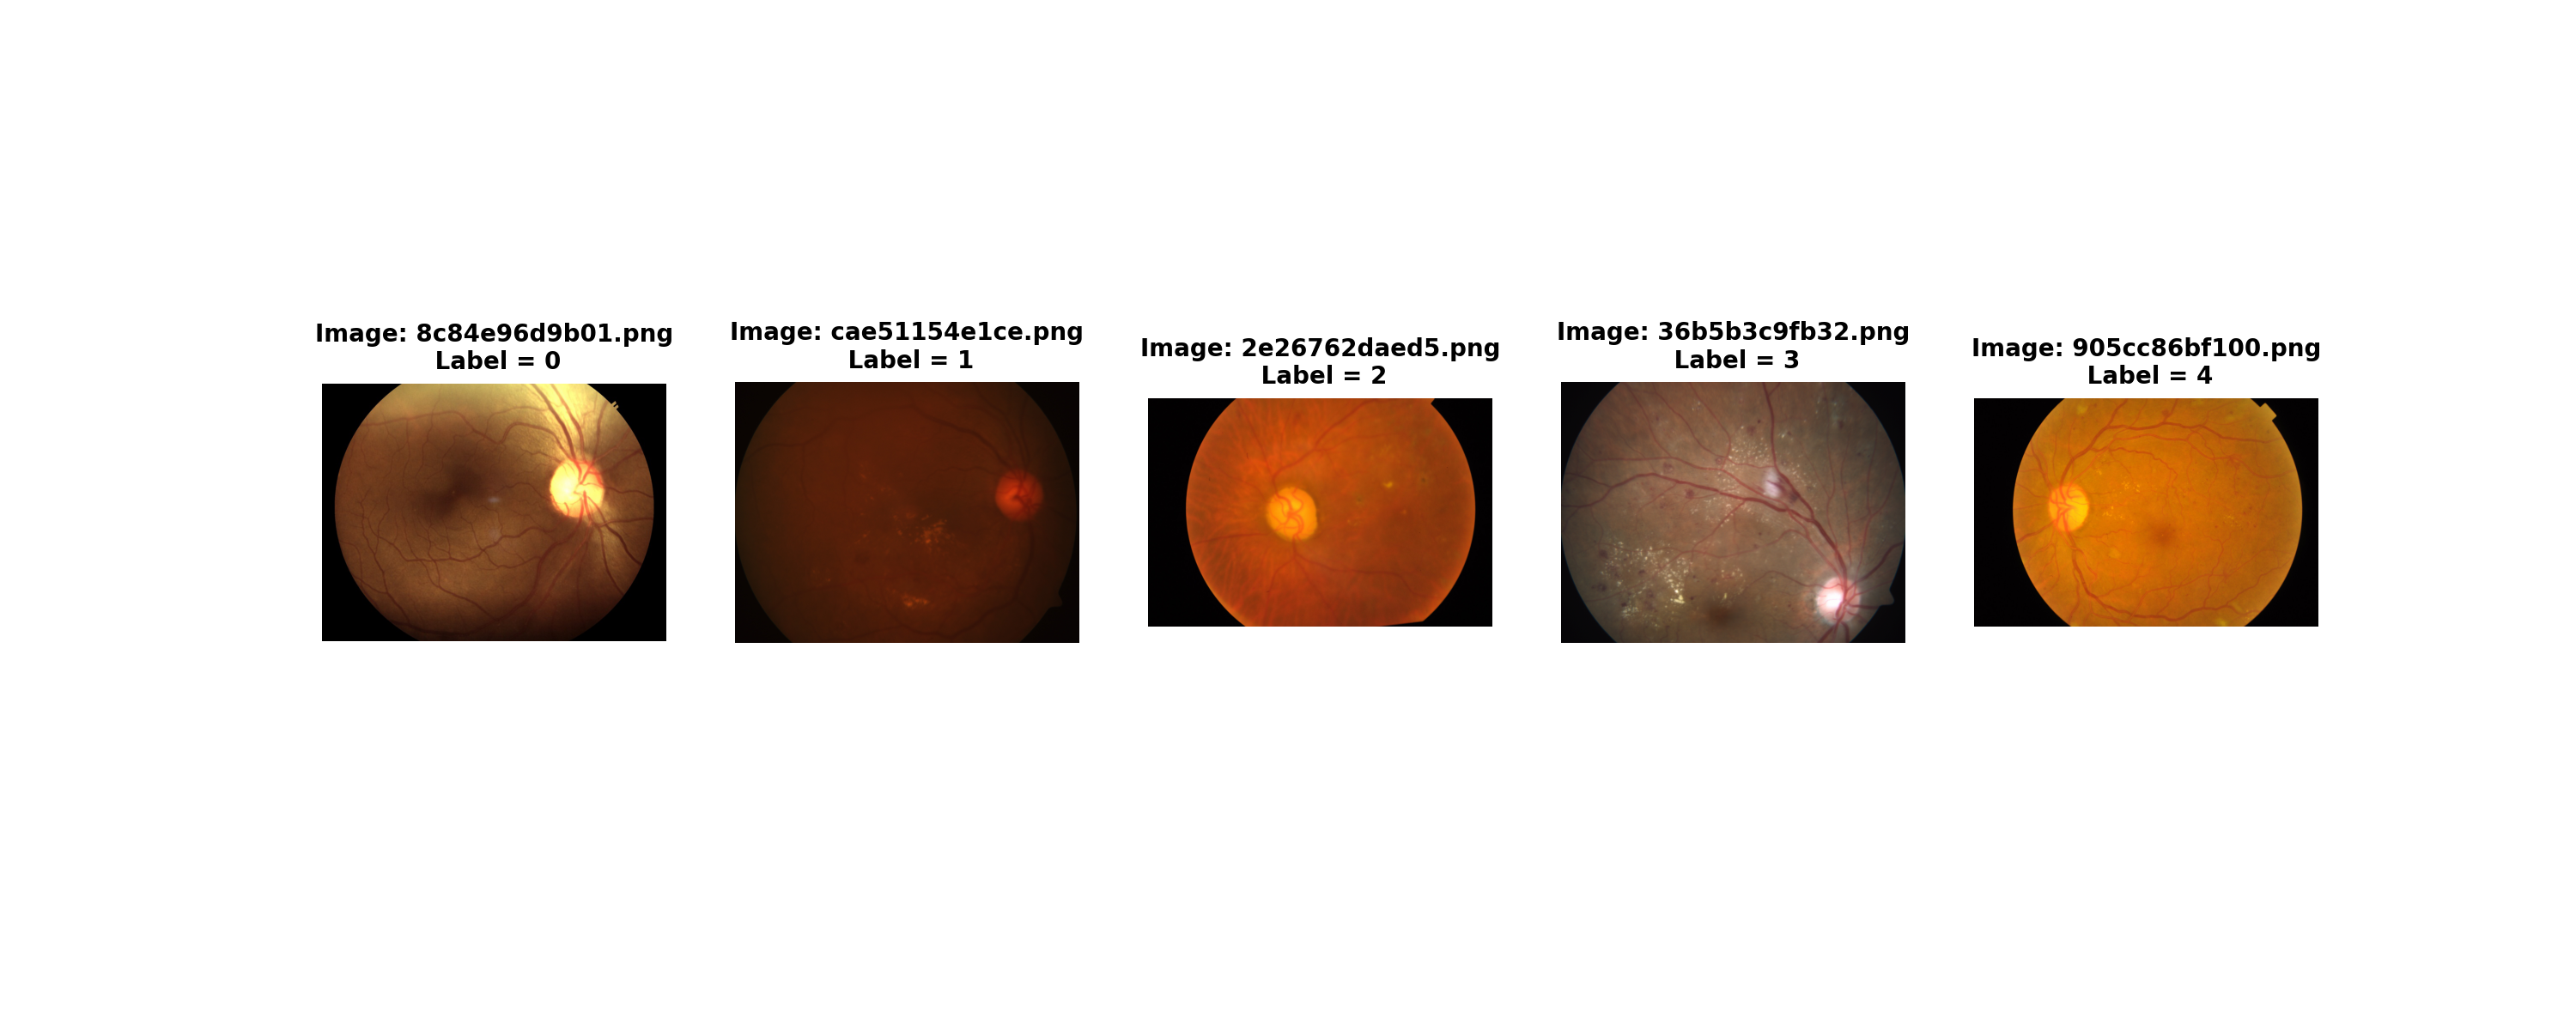 Image: 8c84e96d9b01.png
Label = 0
Image: cae51154e1ce.png
Label = 1
Image: 2e26762daed5.png
Label = 2
Image: 36b5b3c9fb32.png
Label = 3
Image: 905cc86bf100.png
Label = 4